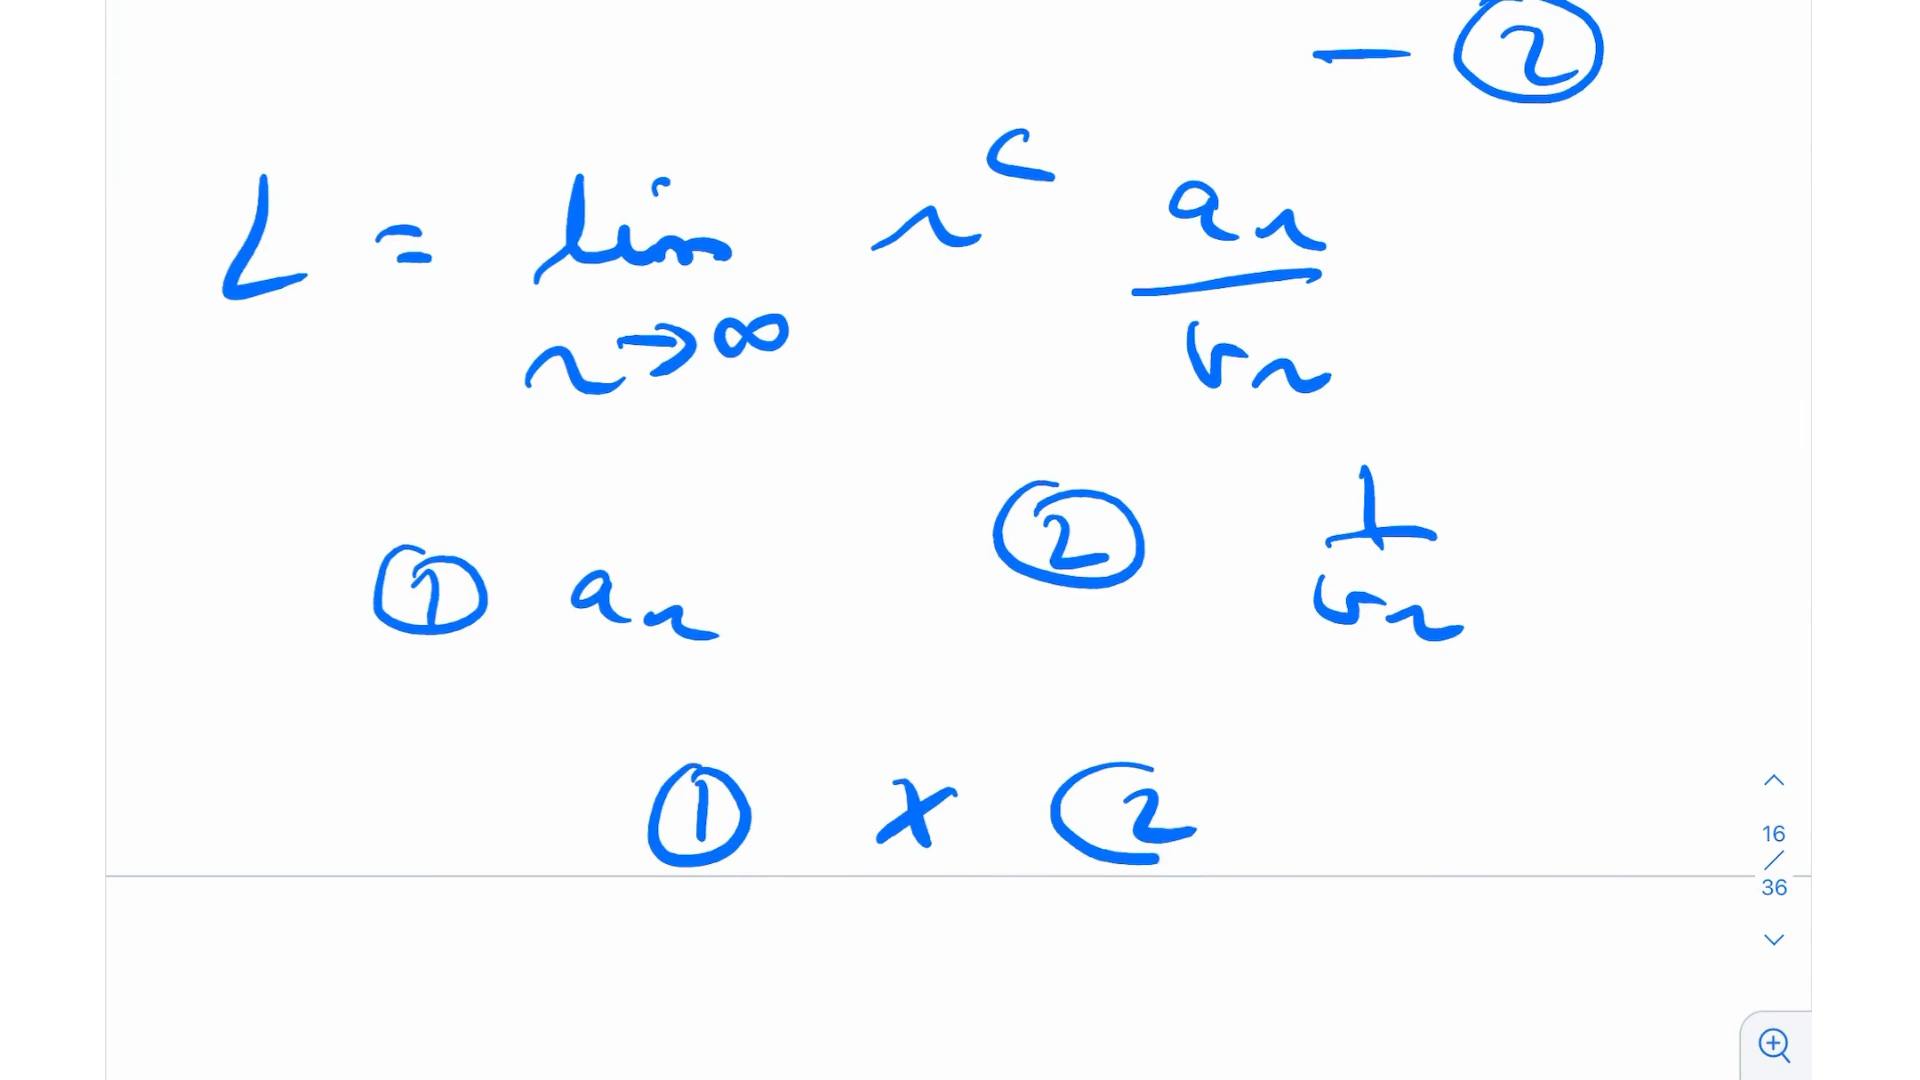 — ②
L = lim n→∞ n^c a_n / b_n
① a_n ② 1 / b_n
① x ②
16 / 36